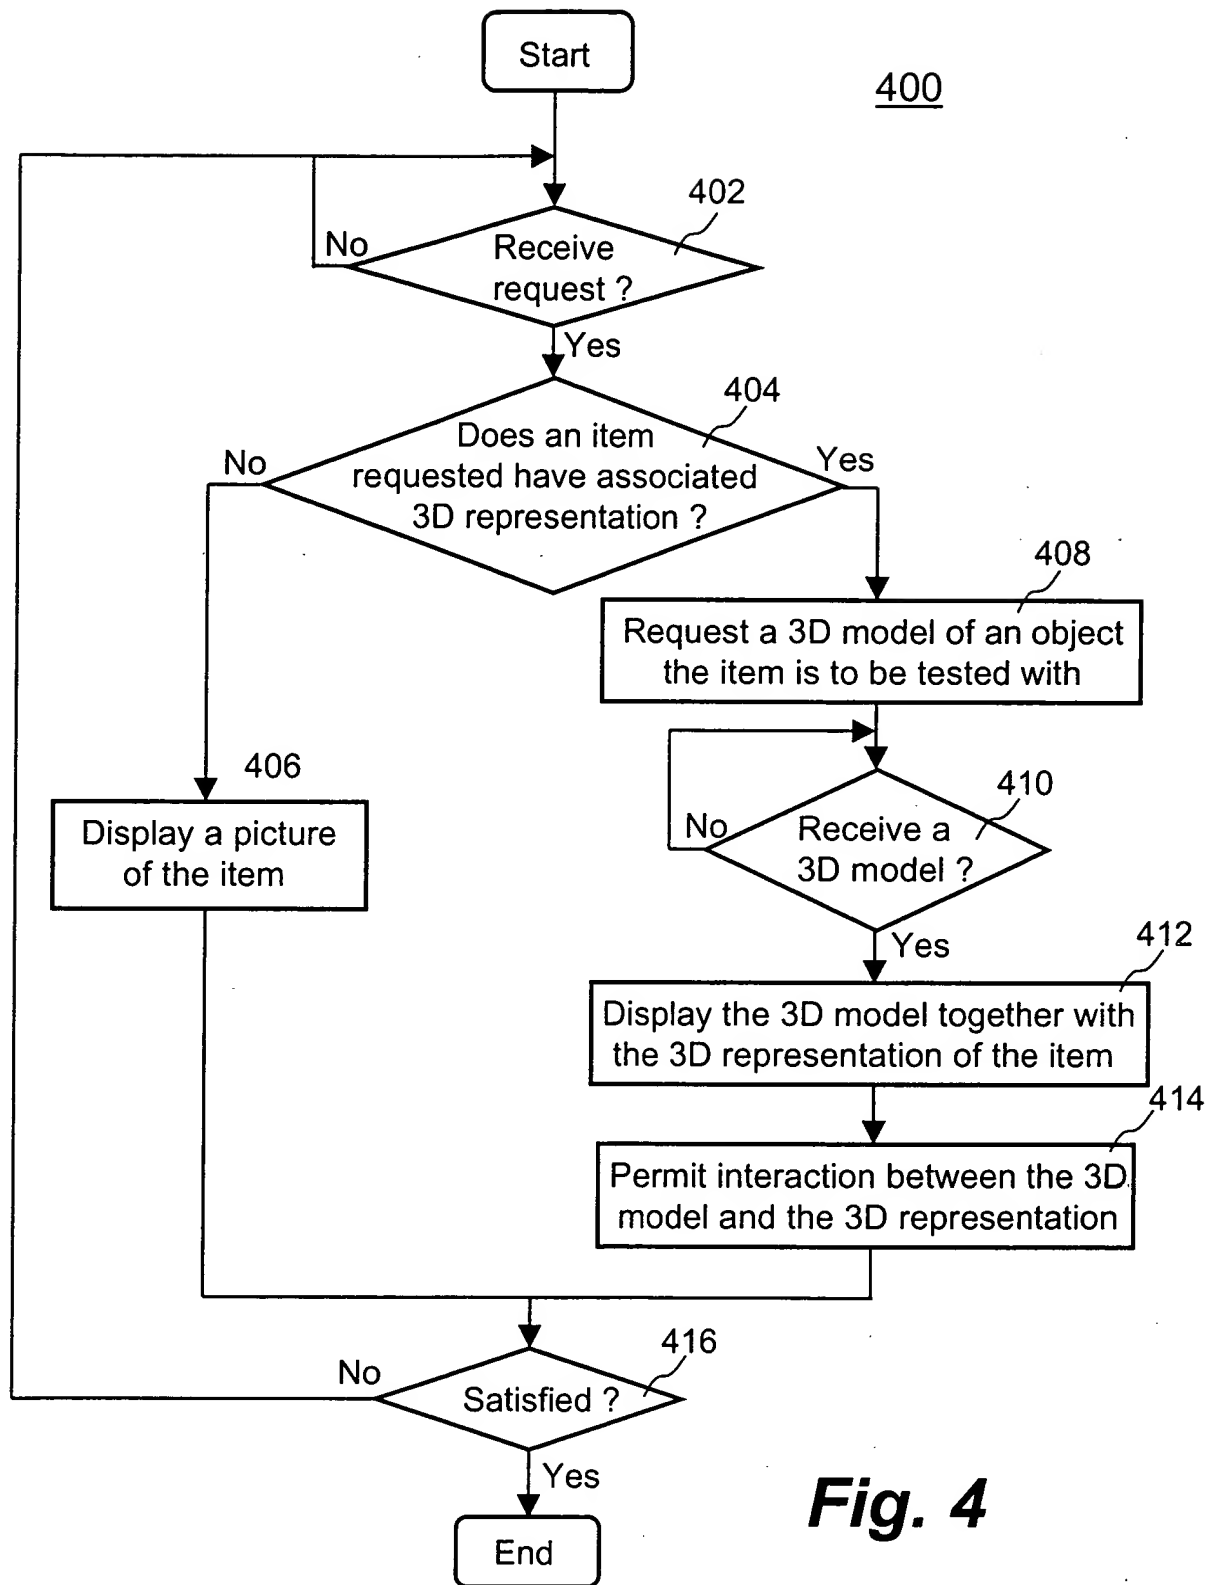 Start
400
402
No
Receive
request ?
Yes
404
Does an item
requested have associated
3D representation ?
No
Yes
408
Request a 3D model of an object
the item is to be tested with
406
Display a picture
of the item
410
No
Receive a
3D model ?
Yes
412
Display the 3D model together with
the 3D representation of the item
414
Permit interaction between the 3D
model and the 3D representation
416
No
Satisfied ?
Yes
Fig. 4
End